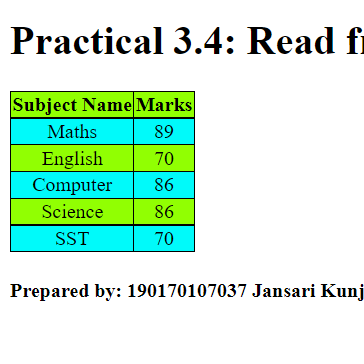 Practical 3.4: Read
Subject Name Marks
Maths 89
English 70
Computer 86
Science 86
SST 70
Prepared by: 190170107037 Jansari Kunj